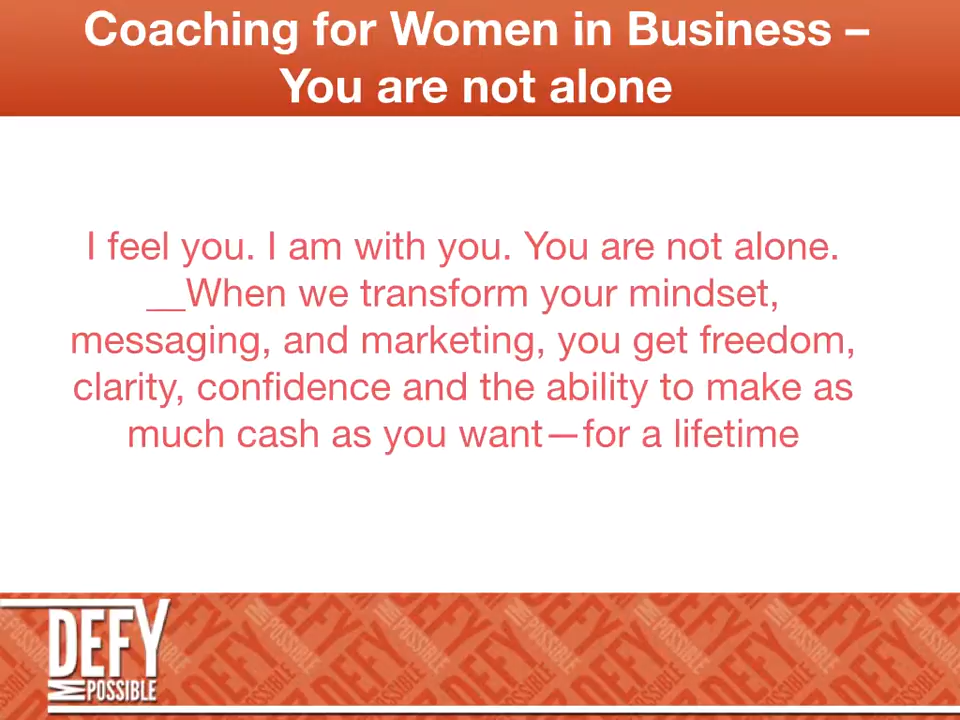 Coaching for Women in Business –
You are not alone
I feel you. I am with you. You are not alone.
__When we transform your mindset,
messaging, and marketing, you get freedom,
clarity, confidence and the ability to make as
much cash as you want—for a lifetime
DEFY
IMPOSSIBLE